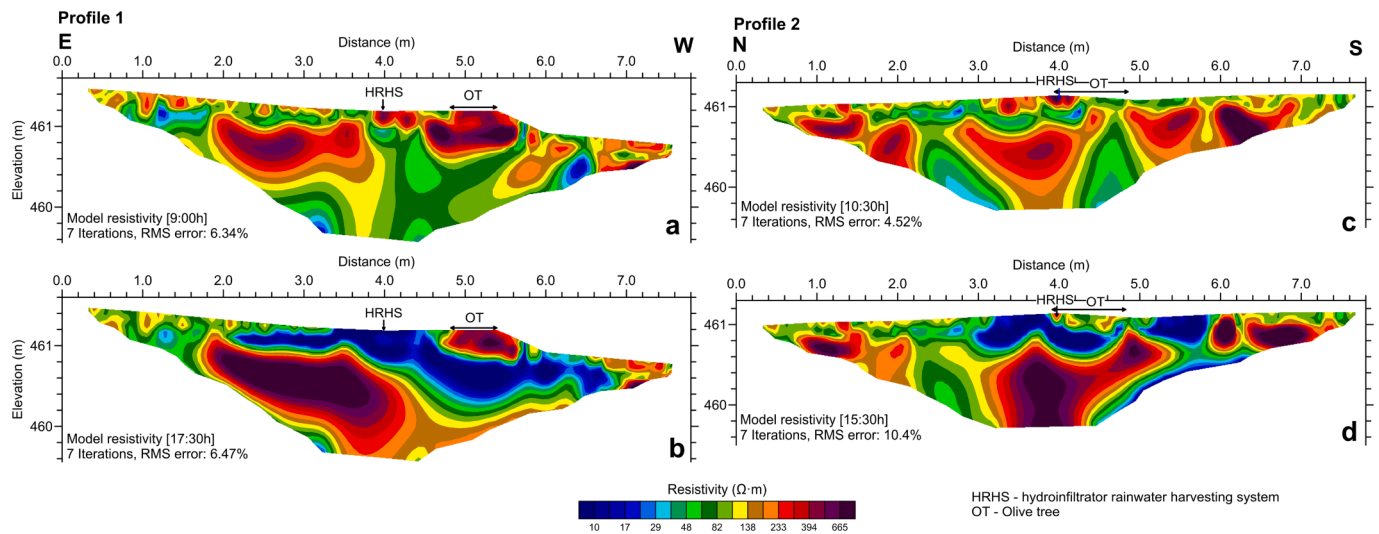 Profile 1
E
W
Distance (m)
0.0 1.0 2.0 3.0 4.0 5.0 6.0 7.0
HRHS
OT
Elevation (m)
461
460
Model resistivity [9:00h]
7 Iterations, RMS error: 6.34%
a
Distance (m)
0.0 1.0 2.0 3.0 4.0 5.0 6.0 7.0
HRHS
OT
Elevation (m)
461
460
Model resistivity [17:30h]
7 Iterations, RMS error: 6.47%
b
Profile 2
N
S
Distance (m)
0.0 1.0 2.0 3.0 4.0 5.0 6.0 7.0
HRHS OT
461
460
Model resistivity [10:30h]
7 Iterations, RMS error: 4.52%
c
Distance (m)
0.0 1.0 2.0 3.0 4.0 5.0 6.0 7.0
HRHS OT
461
460
Model resistivity [15:30h]
7 Iterations, RMS error: 10.4%
d
Resistivity (Ω·m)
10 17 29 48 82 138 233 394 665
HRHS - hydroinfiltrator rainwater harvesting system
OT - Olive tree